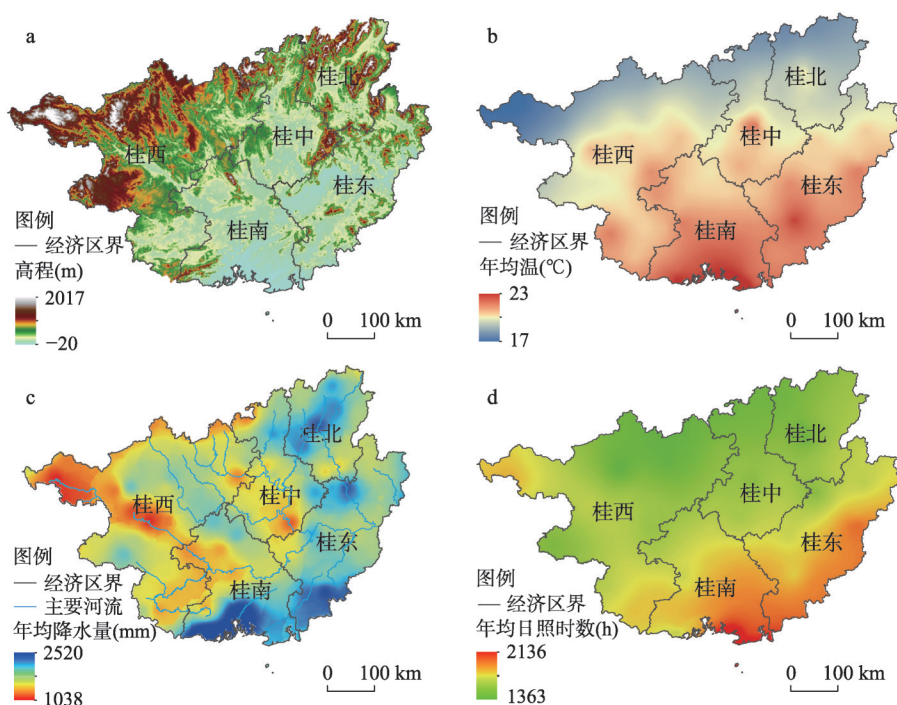 a
桂北
桂中
桂西
桂东
桂南
图例
经济区界
高程(m)
2017
−20
0 100 km
b
桂北
桂中
桂西
桂东
桂南
图例
经济区界
年均温(℃)
23
17
0 100 km
c
北
桂中
桂西
桂东
桂南
图例
经济区界
主要河流
年均降水量(mm)
2520
1038
0 100 km
d
桂北
桂中
桂西
桂东
桂南
图例
经济区界
年均日照时数(h)
2136
1363
0 100 km